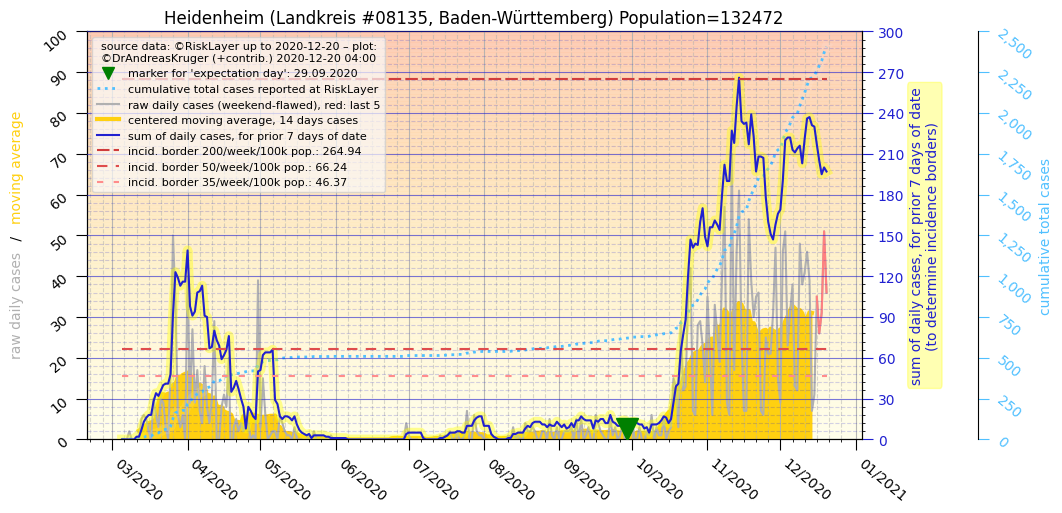 Heidenheim (Landkreis #08135, Baden-Württemberg) Population=132472
source data: ©RiskLayer up to 2020-12-20 – plot:
©DrAndreasKruger (+contrib.) 2020-12-20 04:00
marker for 'expectation day': 29.09.2020
cumulative total cases reported at RiskLayer
raw daily cases (weekend-flawed), red: last 5
centered moving average, 14 days cases
sum of daily cases, for prior 7 days of date
incid. border 200/week/100k pop.: 264.94
incid. border 50/week/100k pop.: 66.24
incid. border 35/week/100k pop.: 46.37
raw daily cases / moving average
100
90
80
70
60
50
40
30
20
10
0
300
270
240
210
180
150
120
90
60
30
0
sum of daily cases, for prior 7 days of date
(to determine incidence borders)
2,500
2,250
2,000
1,750
1,500
1,250
1,000
750
500
250
0
cumulative total cases
03/2020
04/2020
05/2020
06/2020
07/2020
08/2020
09/2020
10/2020
11/2020
12/2020
01/2021